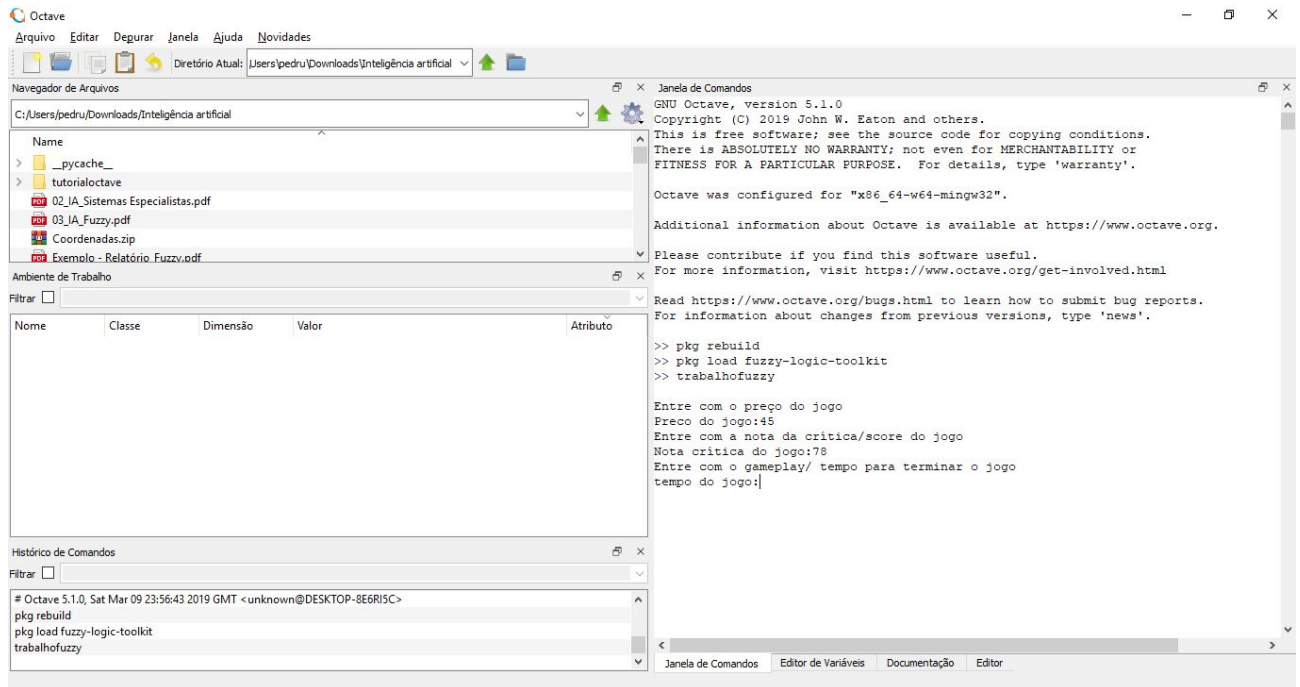 Octave
Arquivo Editar Depurar Janela Ajuda Novidades
Diretório Atual: /Users\pedru\Downloads\Inteligência artificial
Navegador de Arquivos
C:/Users/pedru/Downloads/Inteligência artificial
Name
__pycache__
tutorialoctave
02_IA_Sistemas Especialistas.pdf
03_IA_Fuzzy.pdf
Coordenadas.zip
Exemplo - Relatório Fuzzy.pdf
Ambiente de Trabalho
Filtrar
Nome Classe Dimensão Valor Atributo
Histórico de Comandos
Filtrar
# Octave 5.1.0, Sat Mar 09 23:56:43 2019 GMT <unknown@DESKTOP-8E6RI5C>
pkg rebuild
pkg load fuzzy-logic-toolkit
trabalhofuzzy
Janela de Comandos
GNU Octave, version 5.1.0
Copyright (C) 2019 John W. Eaton and others.
This is free software; see the source code for copying conditions.
There is ABSOLUTELY NO WARRANTY; not even for MERCHANTABILITY or
FITNESS FOR A PARTICULAR PURPOSE.  For details, type 'warranty'.
Octave was configured for "x86_64-w64-mingw32".
Additional information about Octave is available at https://www.octave.org.
Please contribute if you find this software useful.
For more information, visit https://www.octave.org/get-involved.html
Read https://www.octave.org/bugs.html to learn how to submit bug reports.
For information about changes from previous versions, type 'news'.
>> pkg rebuild
>> pkg load fuzzy-logic-toolkit
>> trabalhofuzzy
Entre com o preço do jogo
Preco do jogo:45
Entre com a nota da crítica/score do jogo
Nota crítica do jogo:78
Entre com o gameplay/ tempo para terminar o jogo
tempo do jogo:
Janela de Comandos Editor de Variáveis Documentação Editor